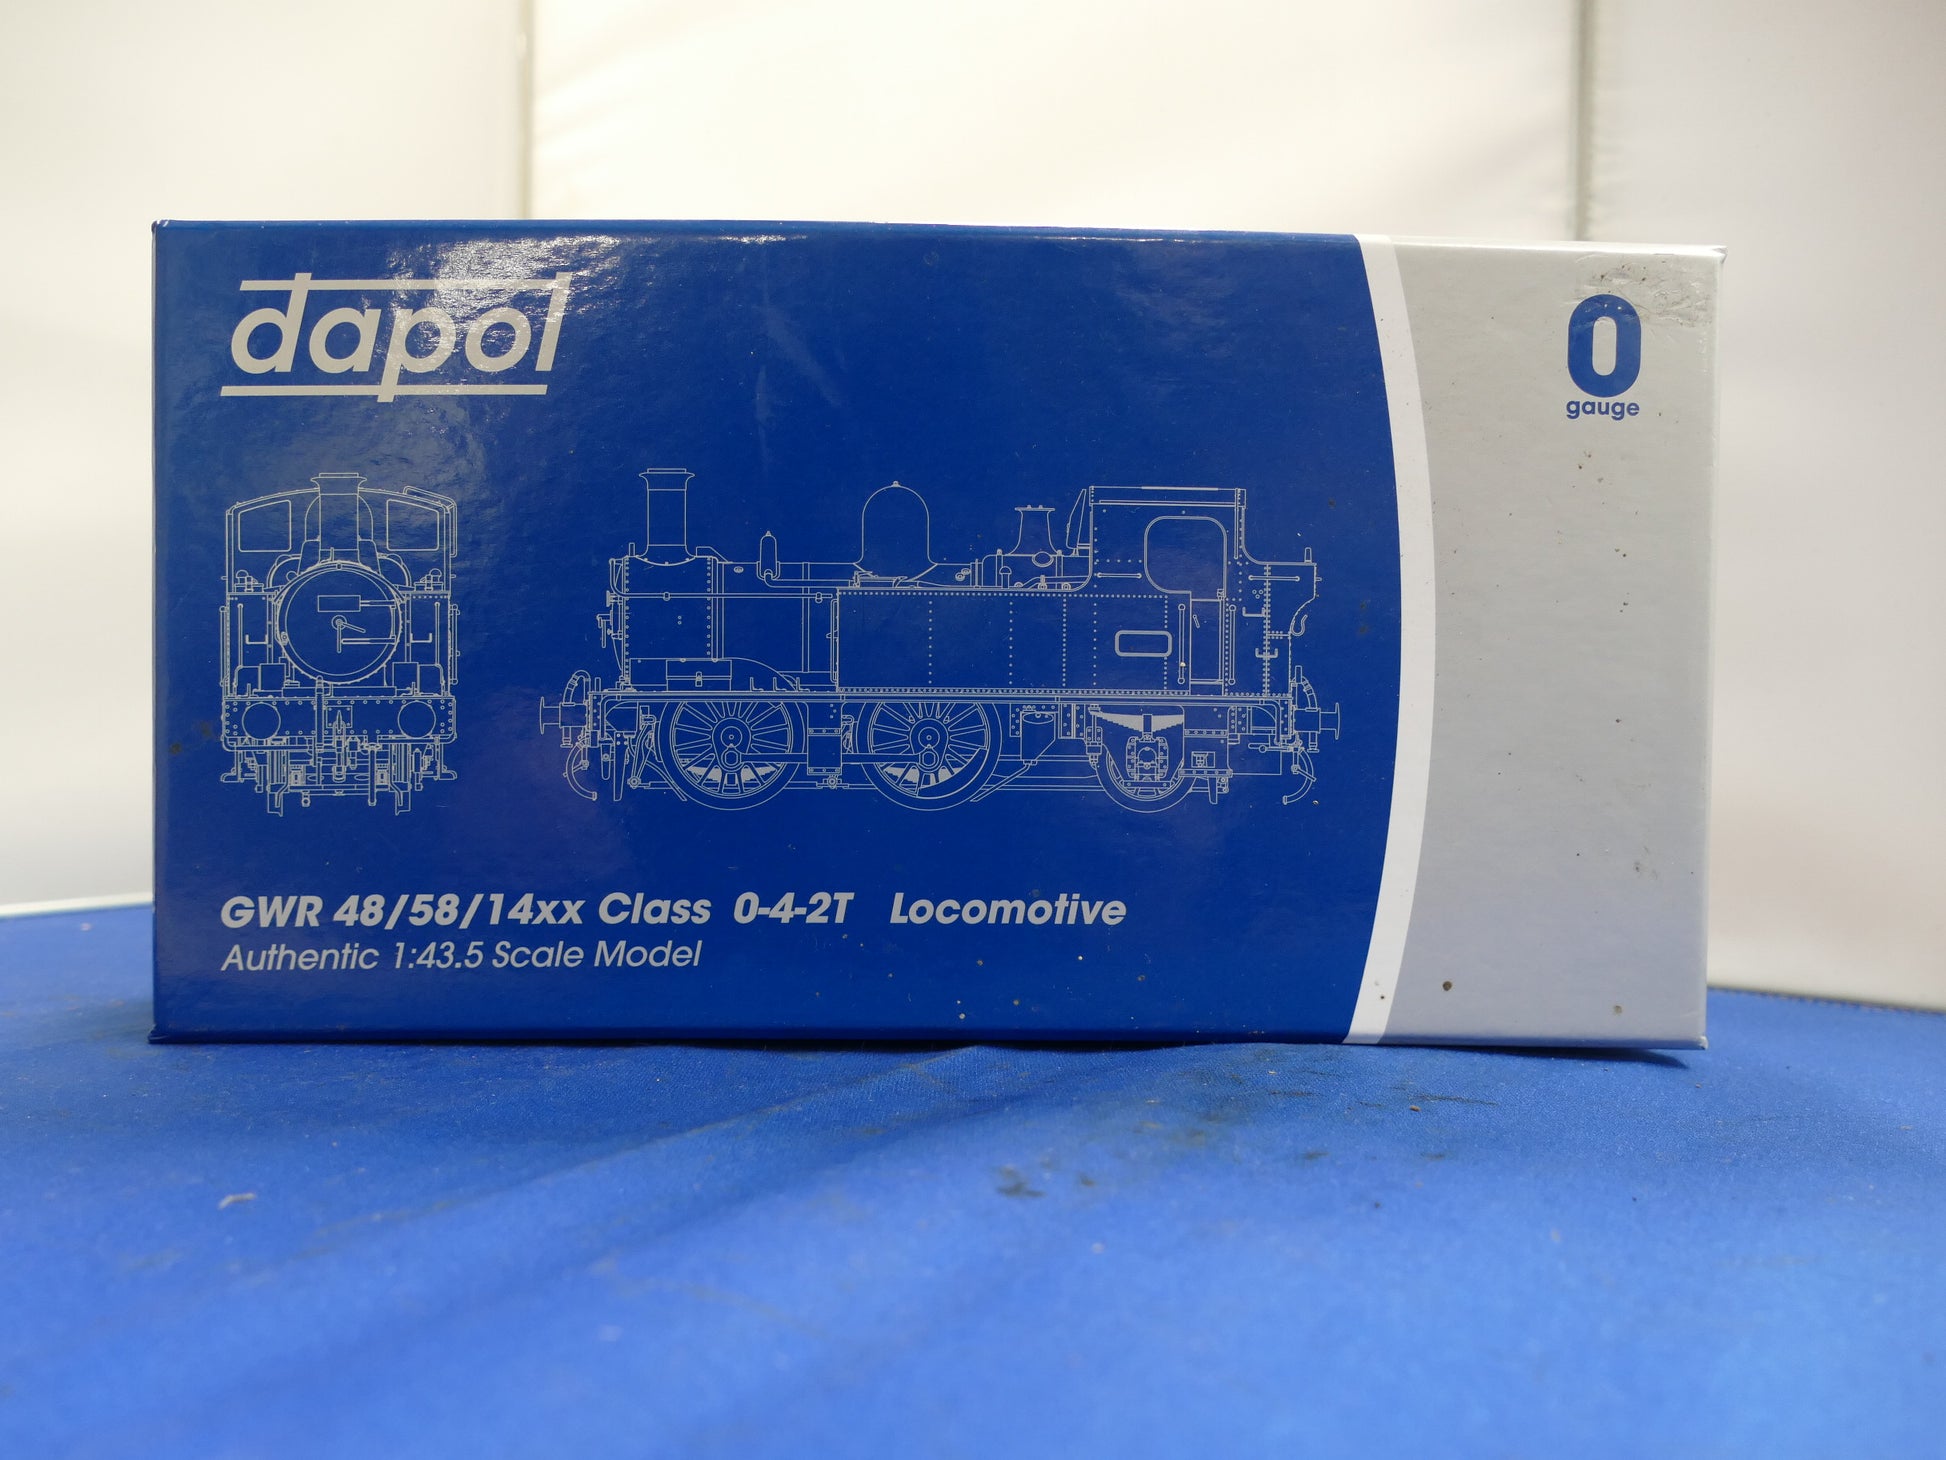 dapol
0
gauge
GWR 48/58/14xx Class 0-4-2T Locomotive
Authentic 1:43.5 Scale Model